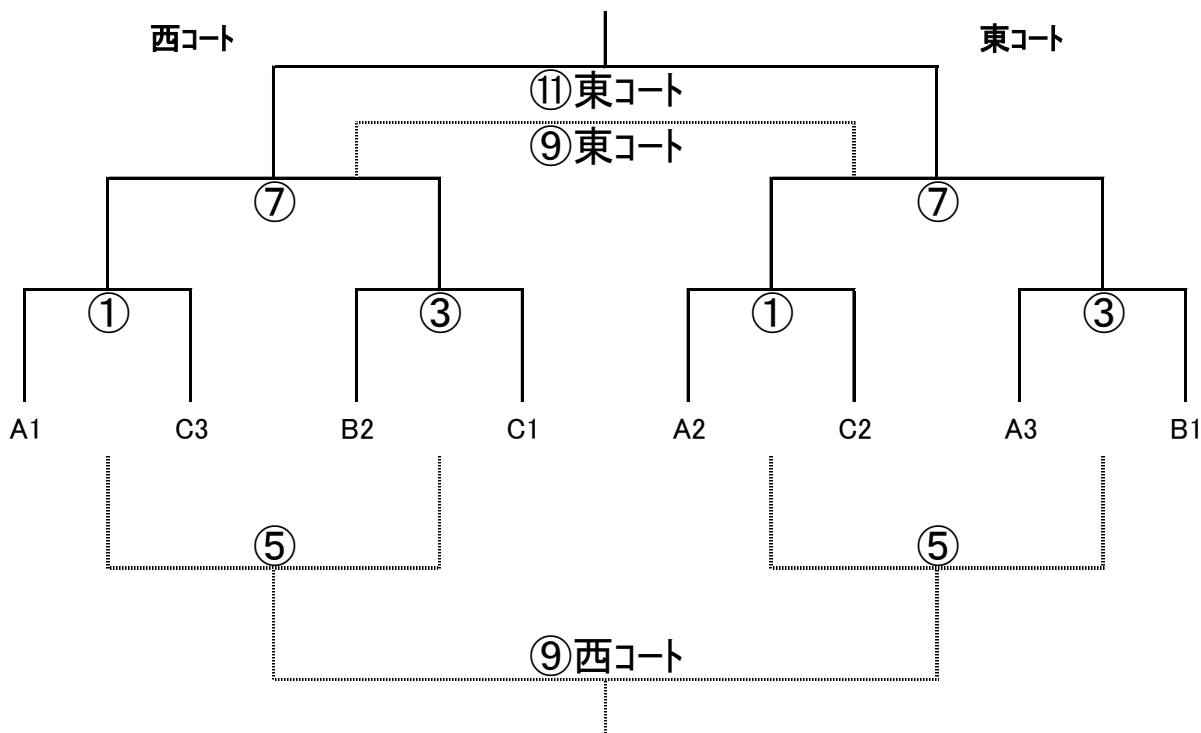 西コート 東コート
⑪東コート
⑨東コート
⑦ ⑦
① ③ ① ③
A1 C3 B2 C1 A2 C2 A3 B1
⑤ ⑤
⑨西コート